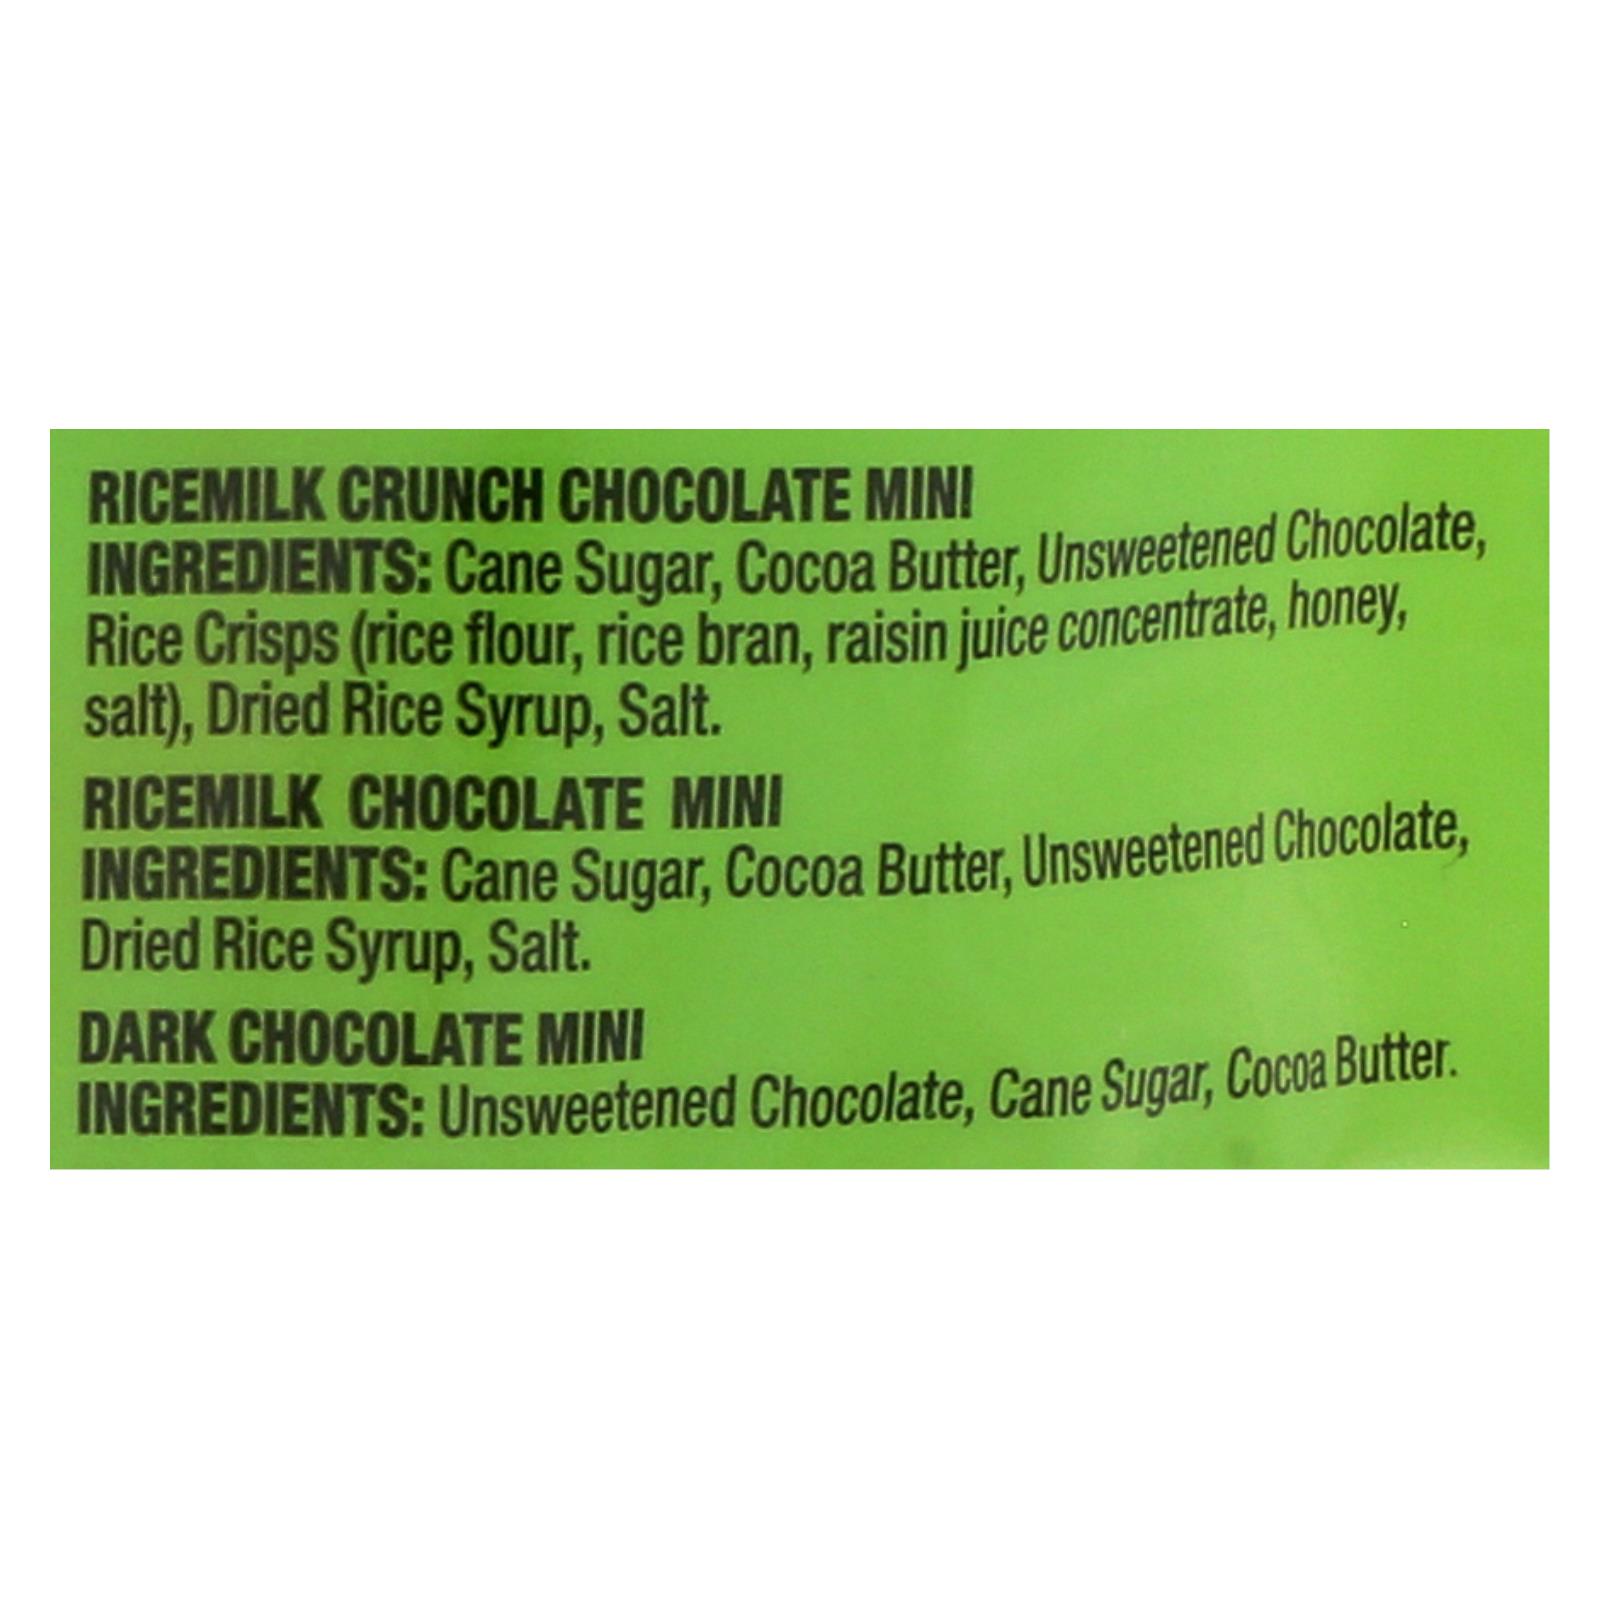 RICEMILK CRUNCH CHOCOLATE MINI
INGREDIENTS: Cane Sugar, Cocoa Butter, Unsweetened Chocolate,
Rice Crisps (rice flour, rice bran, raisin juice concentrate, honey,
salt), Dried Rice Syrup, Salt.
RICEMILK CHOCOLATE MINI
INGREDIENTS: Cane Sugar, Cocoa Butter, Unsweetened Chocolate,
Dried Rice Syrup, Salt.
DARK CHOCOLATE MINI
INGREDIENTS: Unsweetened Chocolate, Cane Sugar, Cocoa Butter.